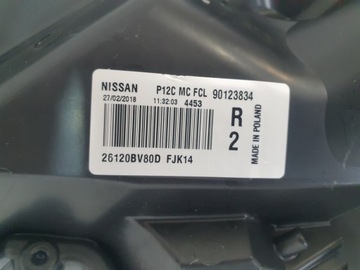 NISSAN P12C MC FCL 90123834
27/02/2018 11:32:03 4453
R
2
MADE IN POLAND
26120BV80D FJK14